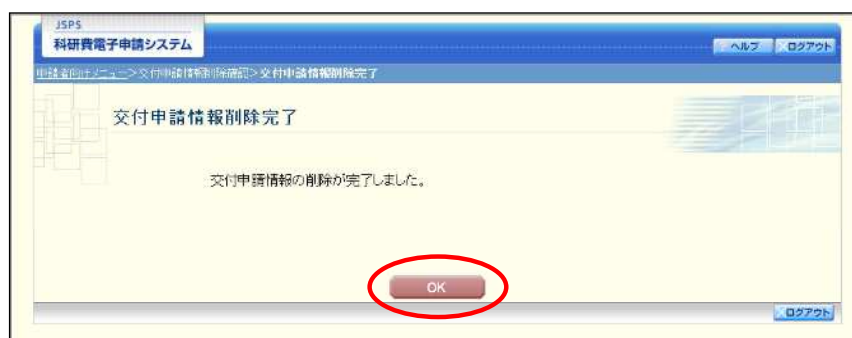 JSPS
科研費電子申請システム
ヘルプ ログアウト
申請者向けメニュー>交付申請情報削除確認>交付申請情報削除完了
交付申請情報削除完了
交付申請情報の削除が完了しました。
OK
ログアウト